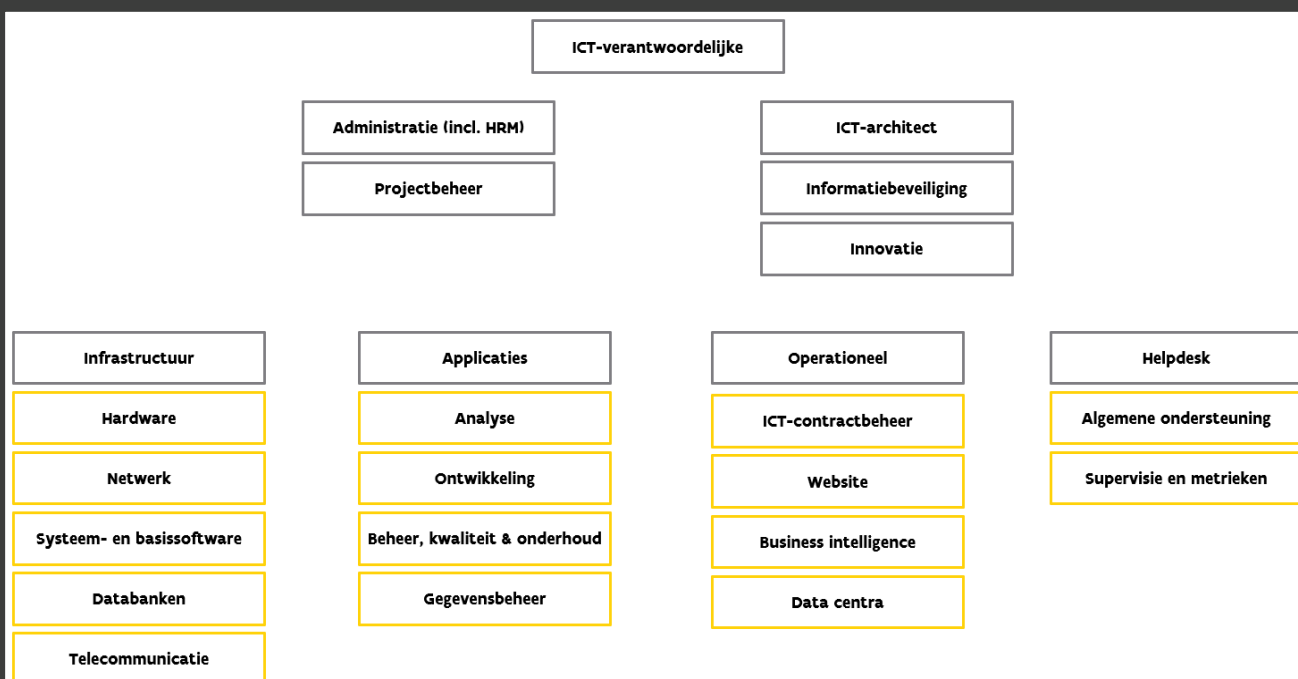 ICT-verantwoordelijke
Administratie (incl. HRM)
ICT-architect
Projectbeheer
Informatiebeveiliging
Innovatie
Infrastructuur
Applicaties
Operationeel
Helpdesk
Hardware
Analyse
ICT-contractbeheer
Algemene ondersteuning
Netwerk
Ontwikkeling
Website
Supervisie en metrieken
Systeem- en basissoftware
Beheer, kwaliteit & onderhoud
Business intelligence
Databanken
Gegevensbeheer
Data centra
Telecommunicatie